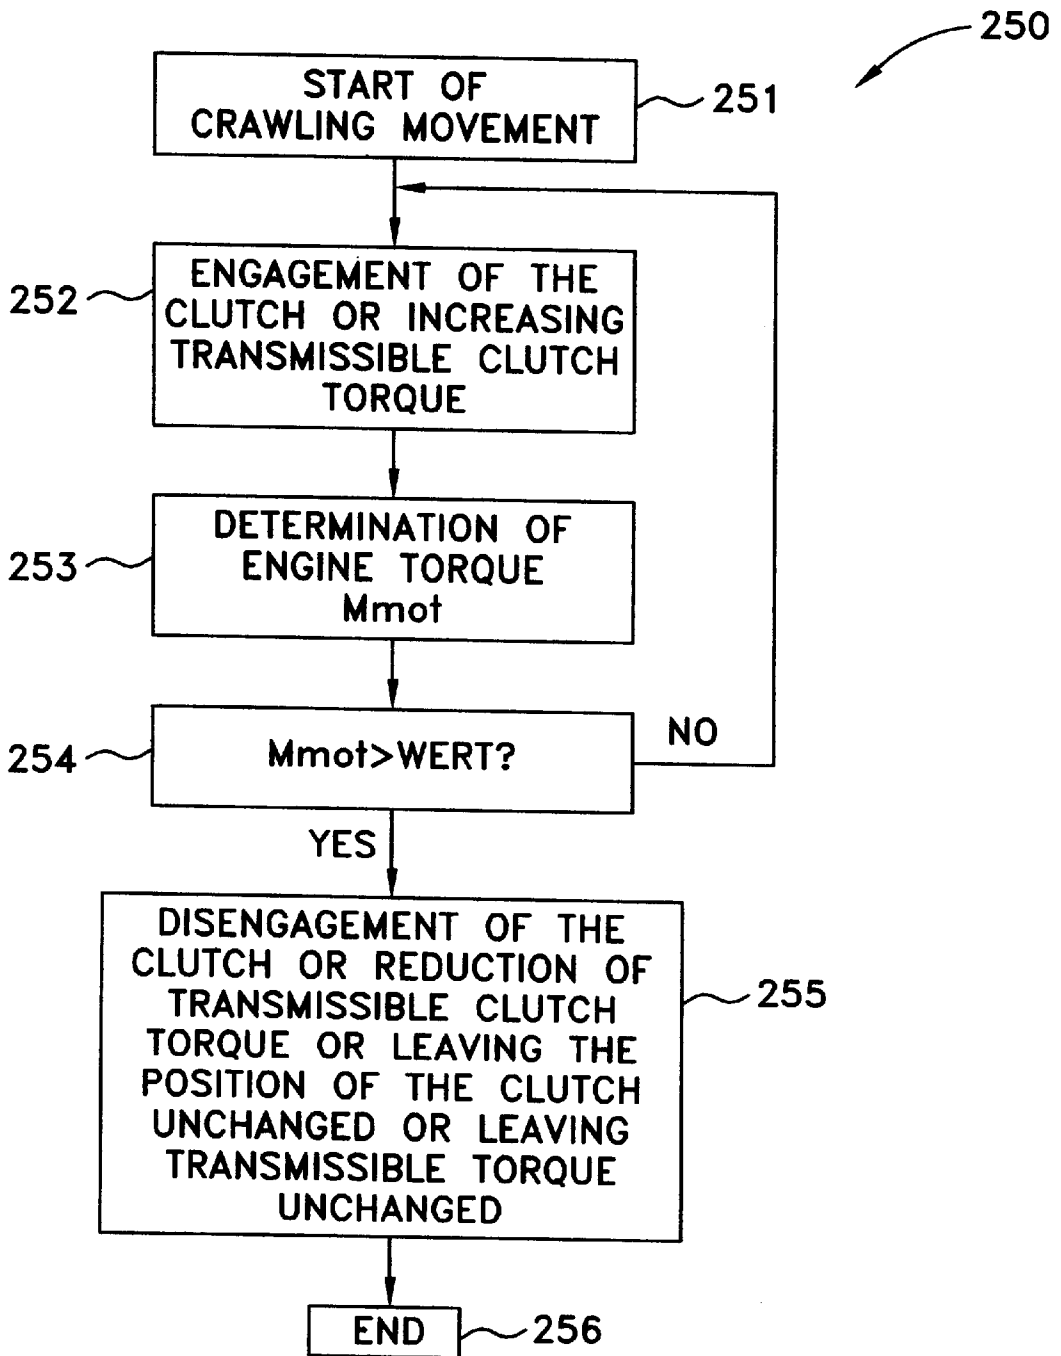 250
START OF
CRAWLING MOVEMENT
251
252
ENGAGEMENT OF THE
CLUTCH OR INCREASING
TRANSMISSIBLE CLUTCH
TORQUE
253
DETERMINATION OF
ENGINE TORQUE
Mmot
254
Mmot>WERT?
NO
YES
DISENGAGEMENT OF THE
CLUTCH OR REDUCTION OF
TRANSMISSIBLE CLUTCH
TORQUE OR LEAVING THE
POSITION OF THE CLUTCH
UNCHANGED OR LEAVING
TRANSMISSIBLE TORQUE
UNCHANGED
255
END
256